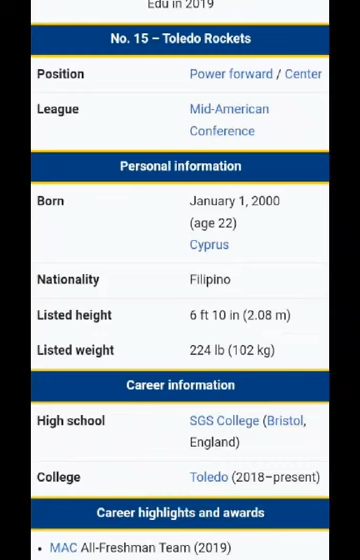 Edu in 2019
No. 15 – Toledo Rockets
Position Power forward / Center
League Mid-American
Conference
Personal information
Born January 1, 2000
(age 22)
Cyprus
Nationality Filipino
Listed height 6 ft 10 in (2.08 m)
Listed weight 224 lb (102 kg)
Career information
High school SGS College (Bristol,
England)
College Toledo (2018–present)
Career highlights and awards
• MAC All-Freshman Team (2019)